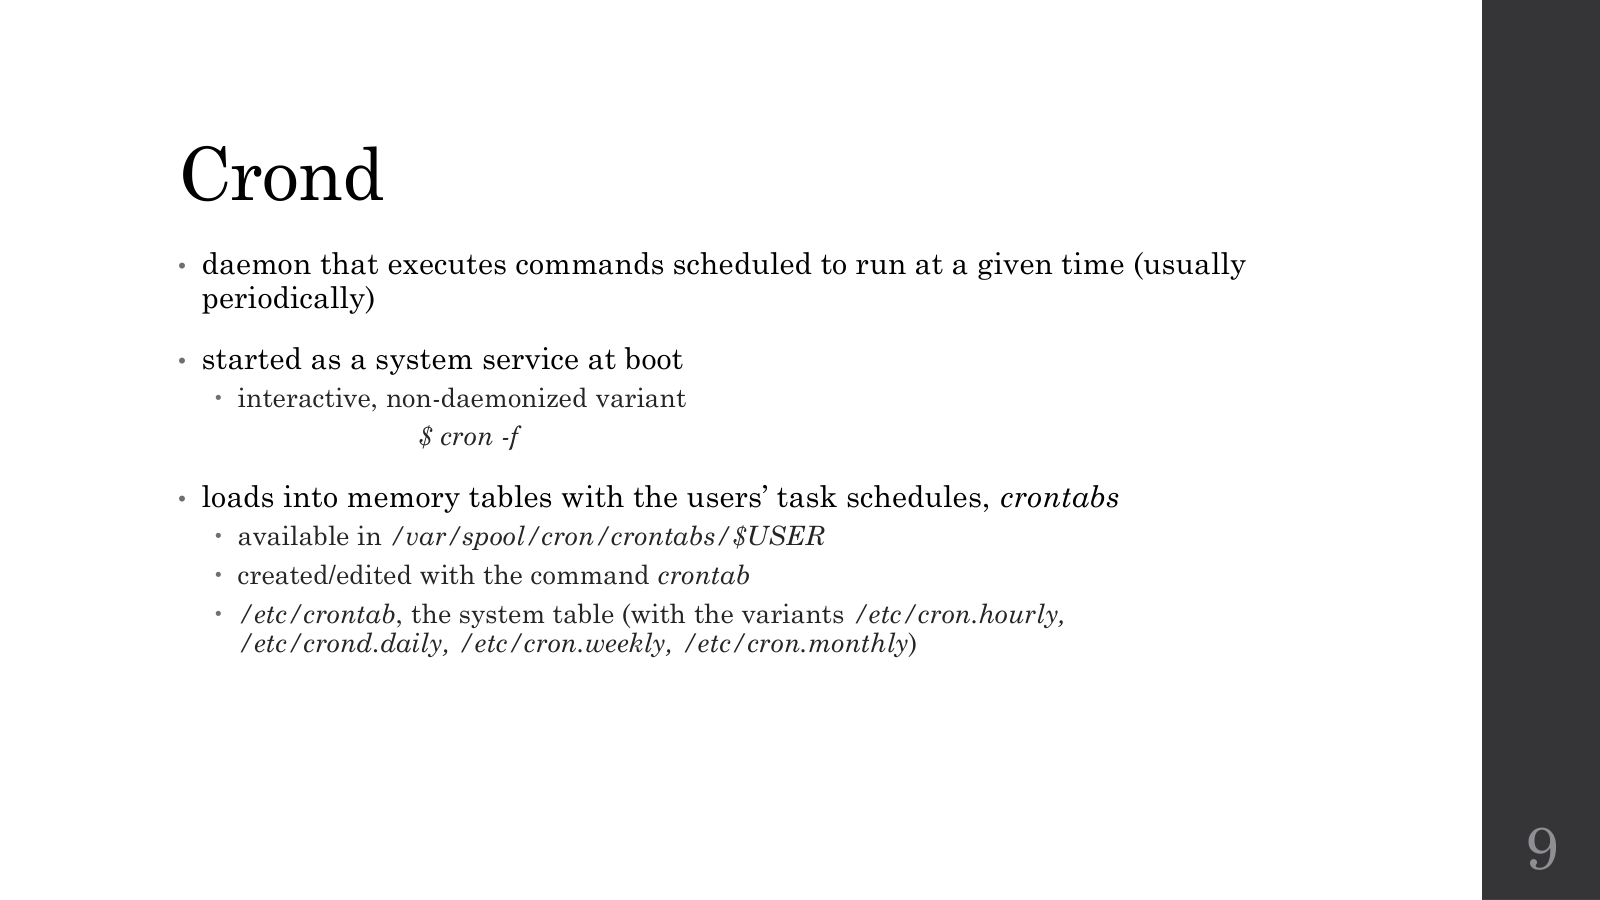 Crond
• daemon that executes commands scheduled to run at a given time (usually
periodically)
• started as a system service at boot
• interactive, non-daemonized variant
$ cron -f
• loads into memory tables with the users’ task schedules, crontabs
• available in /var/spool/cron/crontabs/$USER
• created/edited with the command crontab
• /etc/crontab, the system table (with the variants /etc/cron.hourly,
/etc/crond.daily, /etc/cron.weekly, /etc/cron.monthly)
9